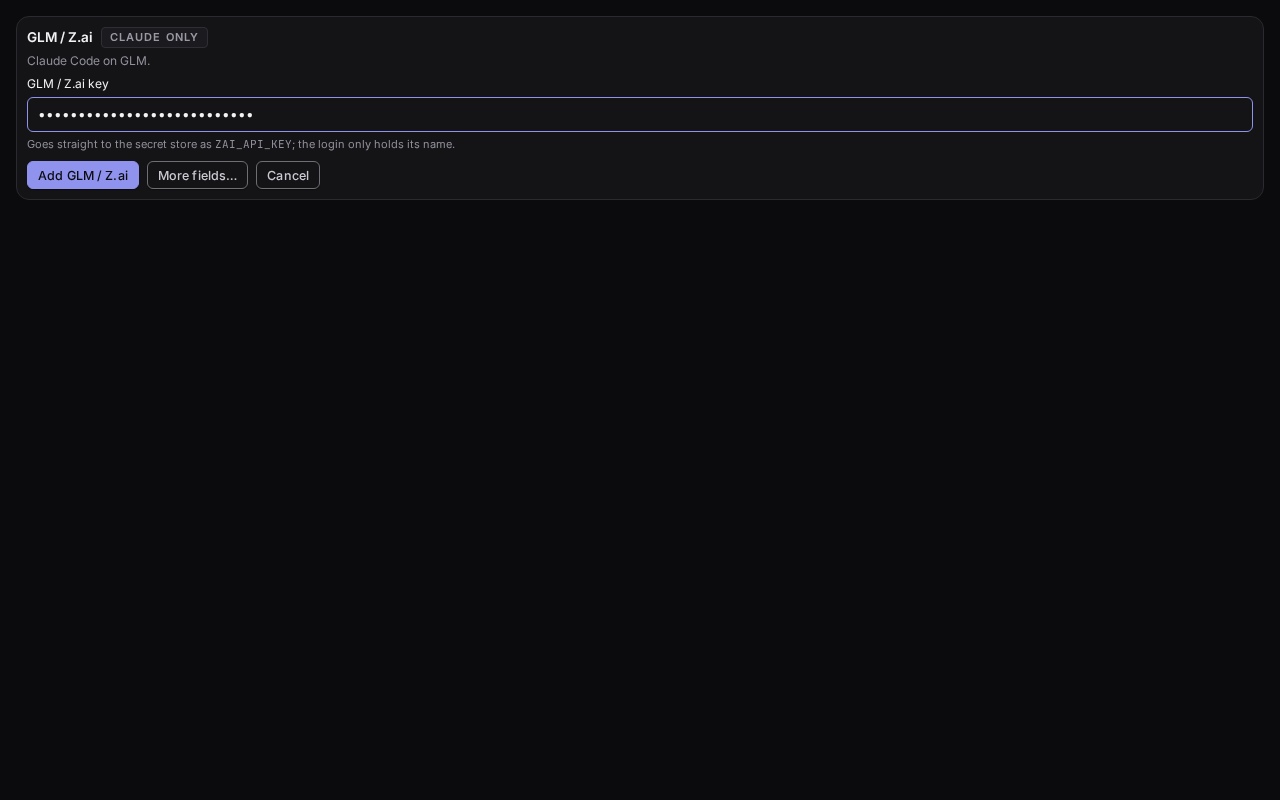 GLM / Z.ai CLAUDE ONLY
Claude Code on GLM.
GLM / Z.ai key
•••••••••••••••••••••••••••
Goes straight to the secret store as ZAI_API_KEY; the login only holds its name.
Add GLM / Z.ai More fields… Cancel